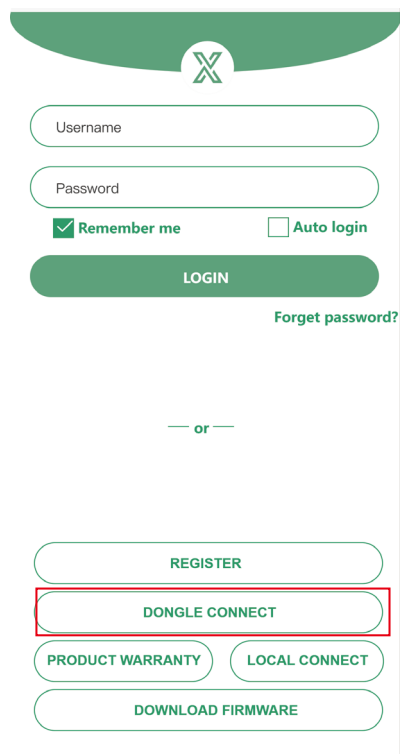 Username
Password
Remember me Auto login
LOGIN
Forget password?
or
REGISTER
DONGLE CONNECT
PRODUCT WARRANTY LOCAL CONNECT
DOWNLOAD FIRMWARE